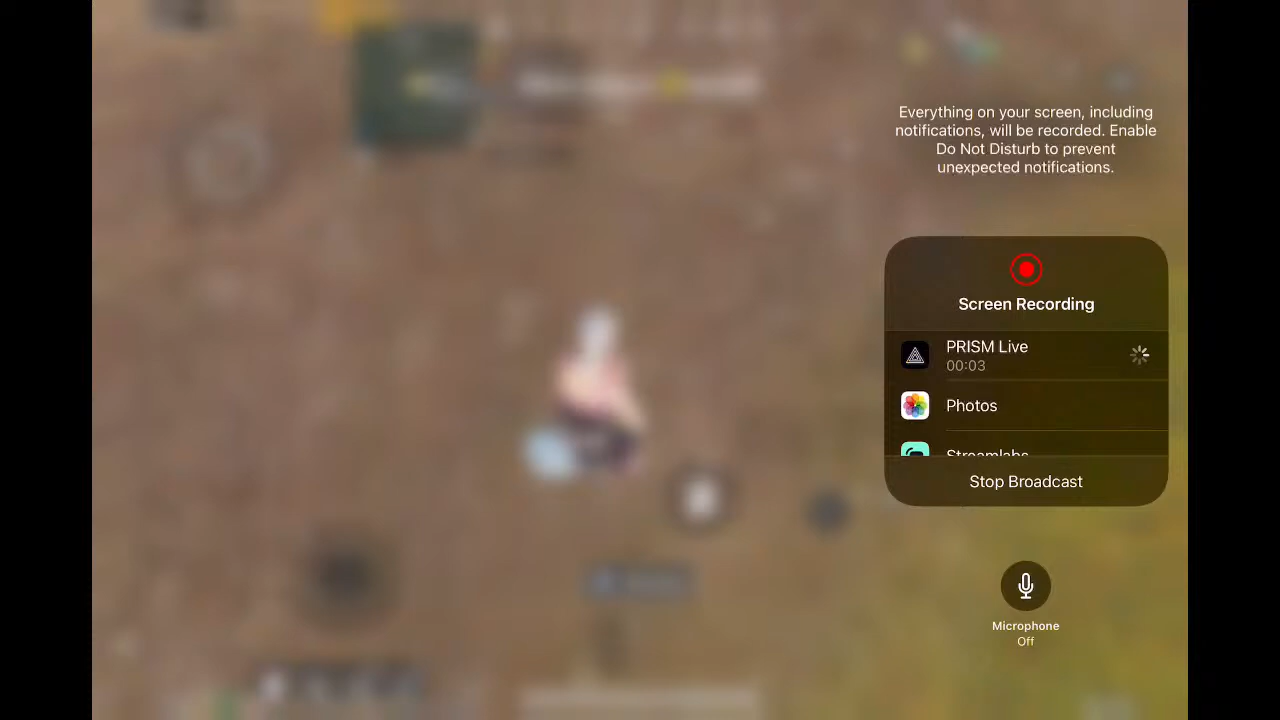 Everything on your screen, including
notifications, will be recorded. Enable
Do Not Disturb to prevent
unexpected notifications.
Screen Recording
PRISM Live
00:03
Photos
Streamlabs
Stop Broadcast
Microphone
Off